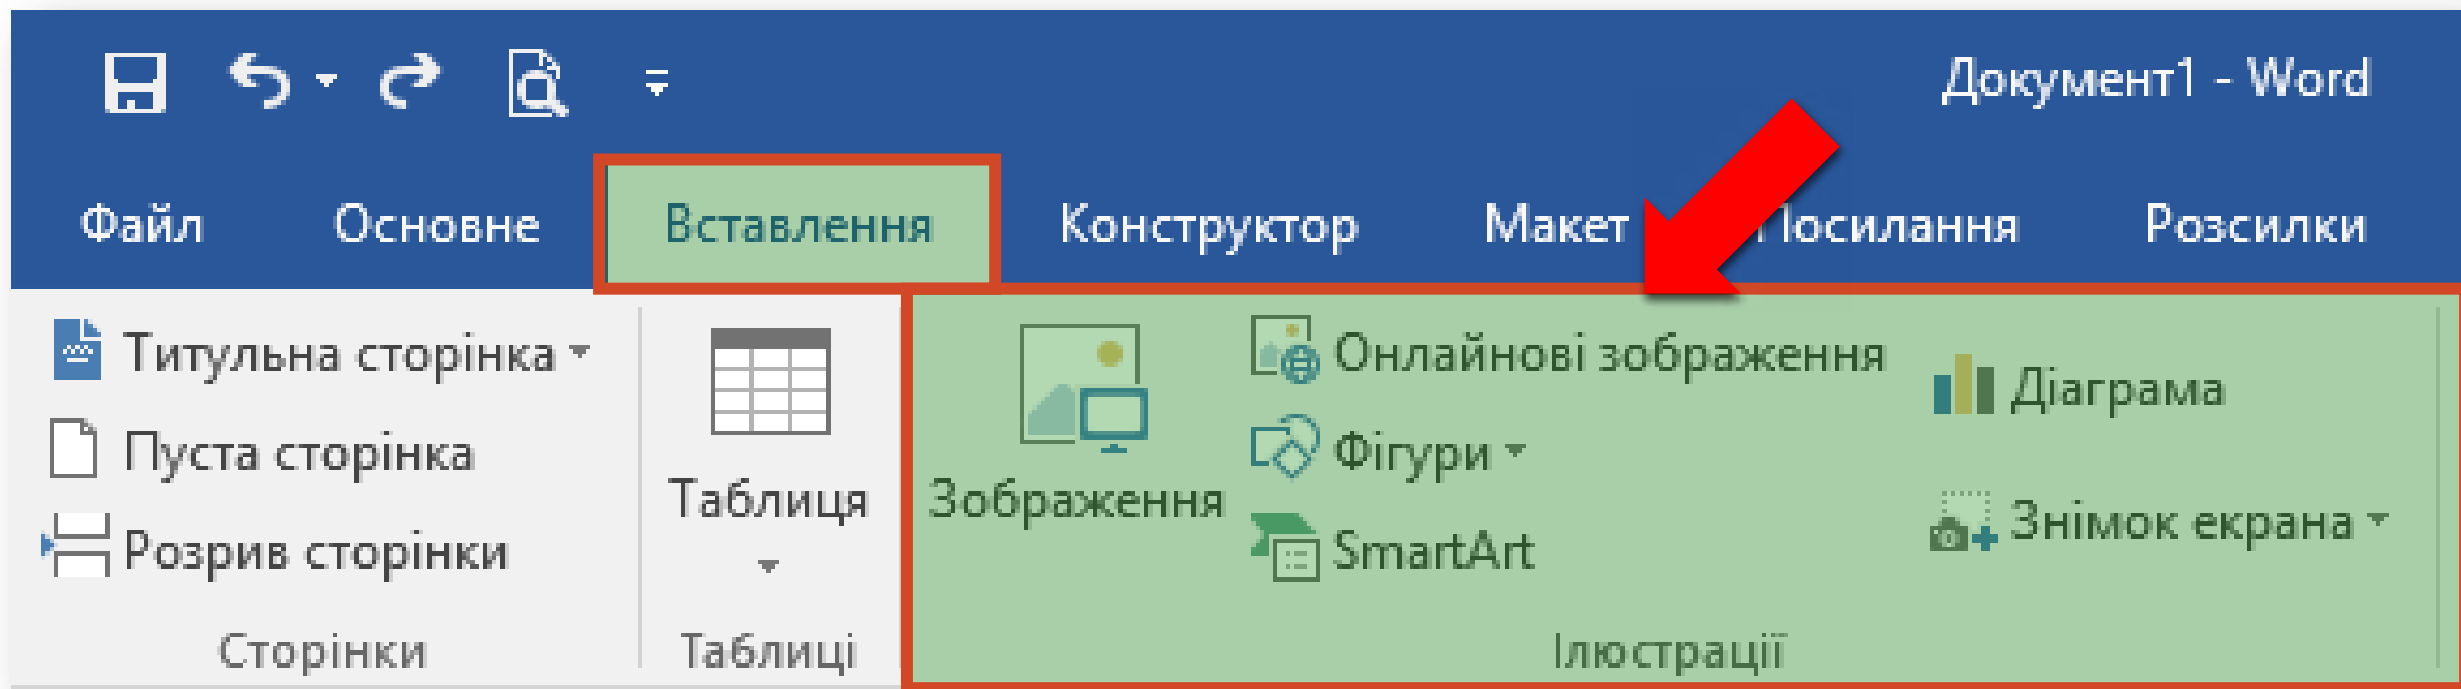 Документ1 - Word
Файл Основне Вставлення Конструктор Макет Посилання Розсилки
Титульна сторінка
Пуста сторінка
Розрив сторінки
Сторінки
Таблиця
Таблиці
Зображення
Онлайнові зображення
Фігури
SmartArt
Діаграма
Знімок екрана
Ілюстрації